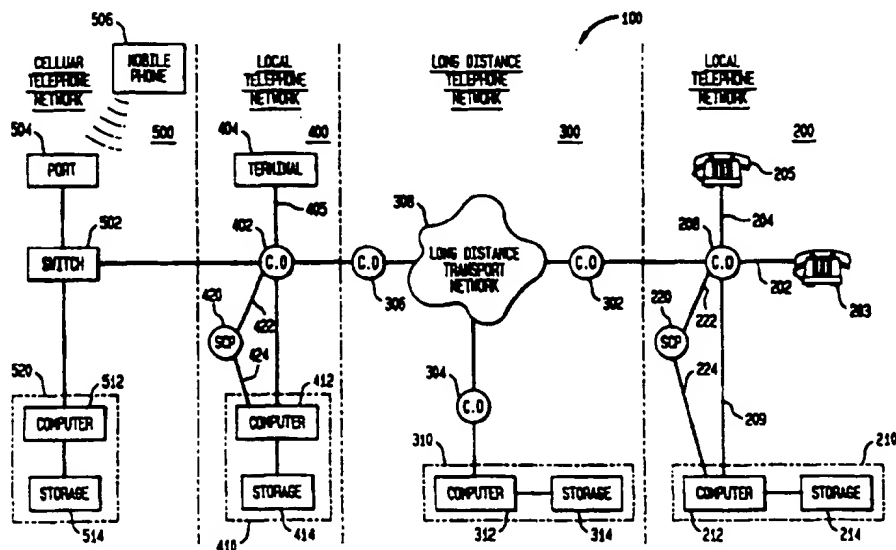 100
506
MOBILE
PHONE
CELLUAR
TELEPHONE
NETWORK
LOCAL
TELEPHONE
NETWORK
LONG DISTANCE
TELEPHONE
NETWORK
LOCAL
TELEPHONE
NETWORK
504
500
404
400
300
200
PORT
TERMINAL
205
405
308
204
502
402
208
SWITCH
C.O
C.O
306
LONG DISTANCE
TRANSPORT
NETWORK
C.O
302
C.O
202
203
420
422
SCP
424
220
222
SCP
224
304
C.O
209
520
512
412
310
210
COMPUTER
COMPUTER
STORAGE
514
STORAGE
414
410
COMPUTER
312
STORAGE
314
COMPUTER
212
STORAGE
214